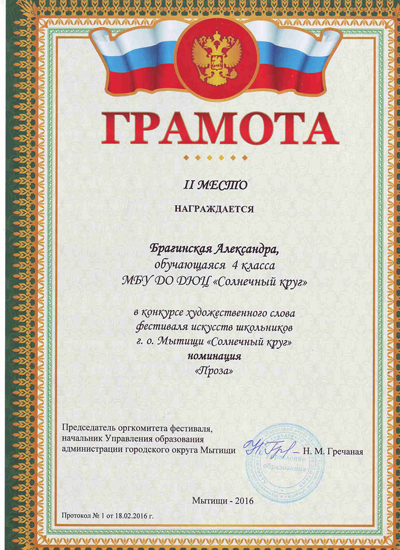 ГРАМОТА
II МЕСТО
НАГРАЖДАЕТСЯ
Брагинская Александра,
обучающаяся 4 класса
МБУ ДО ДЮЦ «Солнечный круг»
в конкурсе художественного слова
фестиваля искусств школьников
г. о. Мытищи «Солнечный круг»
номинация
«Проза»
Председатель оргкомитета фестиваля,
начальник Управления образования
администрации городского округа Мытищи
Н. М. Гречаная
Мытищи - 2016
Протокол № 1 от 18.02.2016 г.